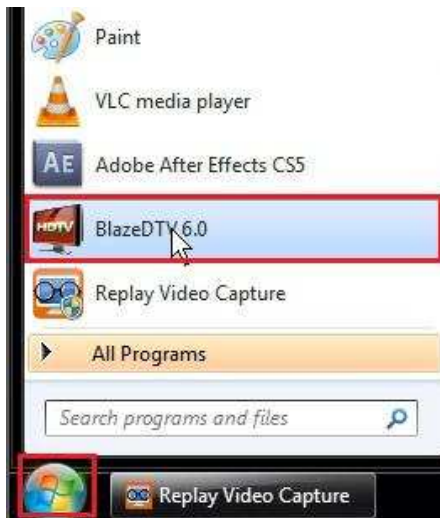 Paint
VLC media player
AE
Adobe After Effects CS5
HDTV
BlazeDTV 6.0
Replay Video Capture
All Programs
Search programs and files
Replay Video Capture